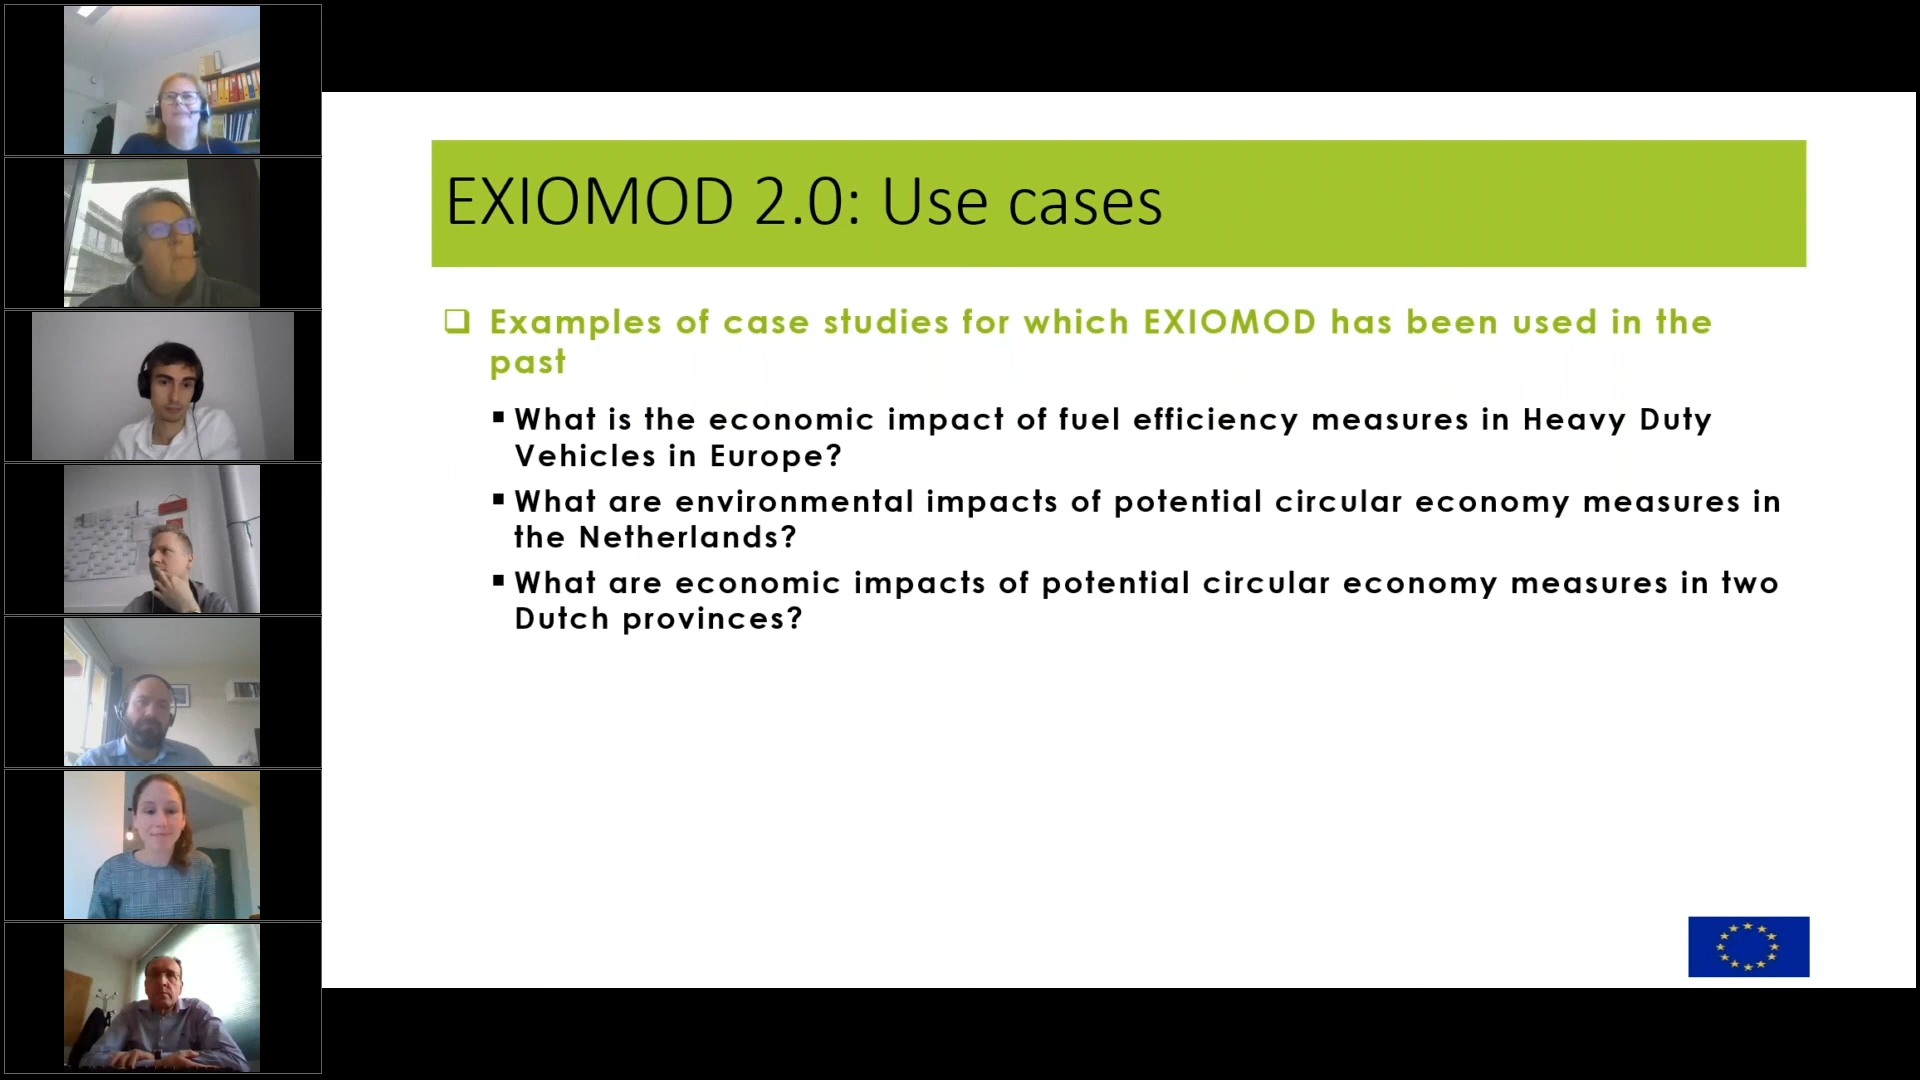 EXIOMOD 2.0: Use cases
Examples of case studies for which EXIOMOD has been used in the
past
What is the economic impact of fuel efficiency measures in Heavy Duty
Vehicles in Europe?
What are environmental impacts of potential circular economy measures in
the Netherlands?
What are economic impacts of potential circular economy measures in two
Dutch provinces?